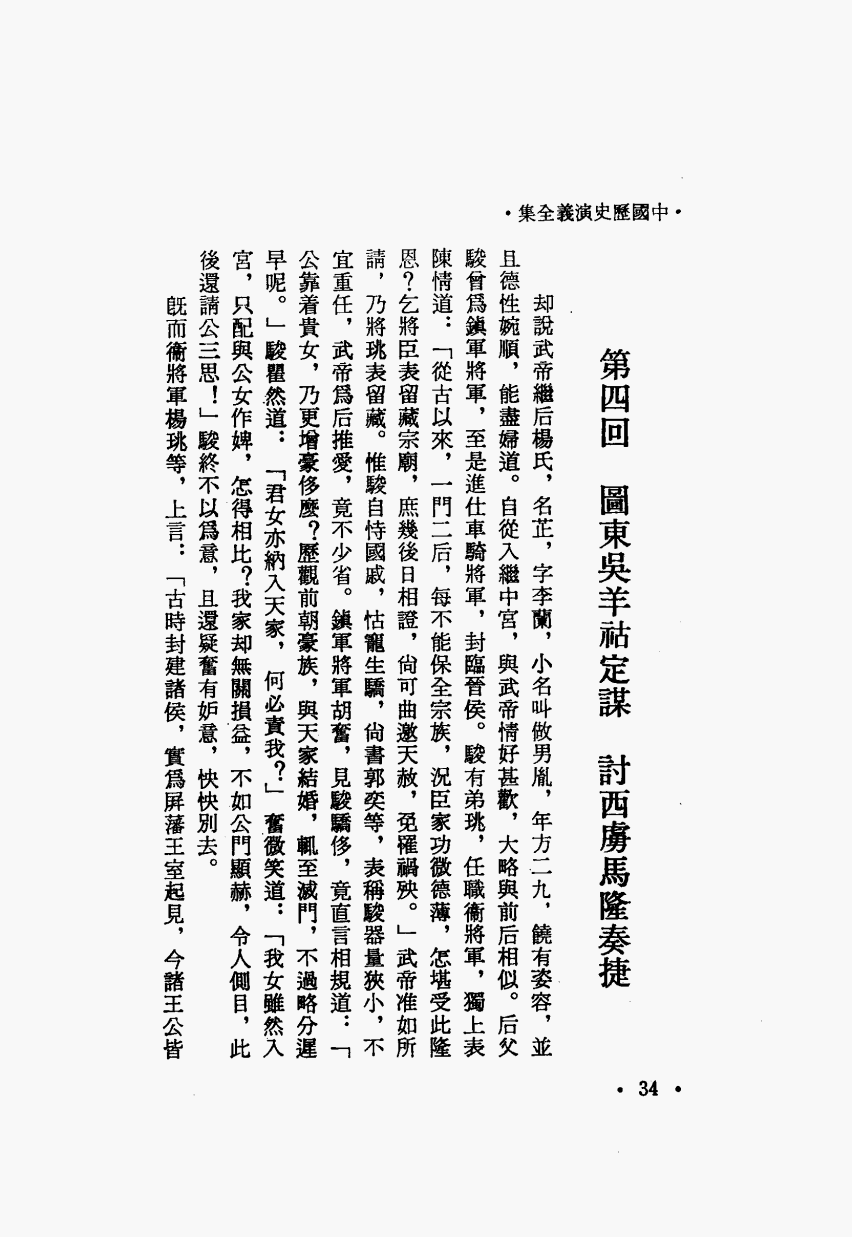 •中國歷史演義全集•
第四回　圖東吳羊祜定謀　討西虜馬隆奏捷
却說武帝繼后楊氏，名芷，字李蘭，小名叫做男胤，年方二九，饒有姿容，並
且德性婉順，能盡婦道。自從入繼中宮，與武帝情好甚歡，大略與前后相似。后父
駿曾爲鎭軍將軍，至是進仕車騎將軍，封臨晉侯。駿有弟珧，任職衞將軍，獨上表
陳情道：「從古以來，一門二后，每不能保全宗族，況臣家功微德薄，怎堪受此隆
恩？乞將臣表留藏宗廟，庶幾後日相證，尙可曲邀天赦，免罹禍殃。」武帝准如所
請，乃將珧表留藏。惟駿自恃國戚，怙寵生驕，尙書郭奕等，表稱駿器量狹小，不
宜重任，武帝爲后推愛，竟不少省。鎭軍將軍胡奮，見駿驕侈，竟直言相規道：「
公靠着貴女，乃更增豪侈麼？歷觀前朝豪族，與天家結婚，輒至滅門，不過略分遲
早呢。」駿瞿然道：「君女亦納入天家，何必責我？」奮微笑道：「我女雖然入
宮，只配與公女作婢，怎得相比？我家却無關損益，不如公門顯赫，令人側目，此
後還請公三思！」駿終不以爲意，且還疑奮有妒意，怏怏別去。
旣而衞將軍楊珧等，上言：「古時封建諸侯，實爲屏藩王室起見，今諸王公皆
• 34 •